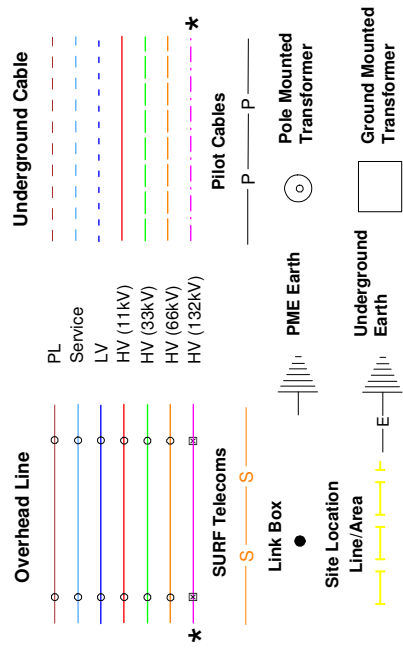 Overhead Line
Underground Cable
PL
Service
LV
HV (11kV)
HV (33kV)
HV (66kV)
* HV (132kV) *
SURF Telecoms
Pilot Cables
S S
P P
Link Box
PME Earth
Pole Mounted
Transformer
Site Location
Line/Area
E
Underground
Earth
Ground Mounted
Transformer